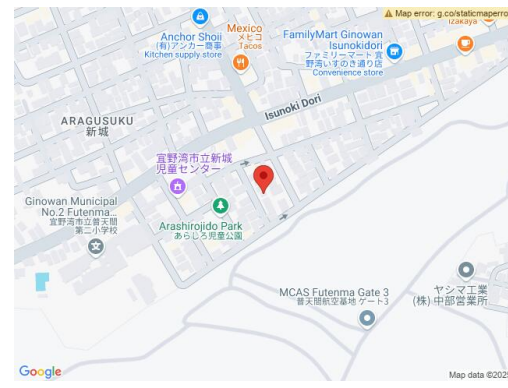 Map error: g.co/staticmaperro
Anchor Shoji
(有)アンカー商事
Kitchen supply store
Mexico
メヒコ
Tacos
FamilyMart Ginowan
Isunokidori
ファミリーマート 宜
野湾いすのき通り店
Convenience store
Izakaya
Isunoki Dori
ARAGUSUKU
新城
宜野湾市立新城
児童センター
Ginowan Municipal
No.2 Futenma...
宜野湾市立普天間
第二小学校
Arashirojido Park
あらしろ児童公園
MCAS Futenma Gate 3
普天間航空基地 ゲート3
ヤシマ工業
(株) 中部営業所
Google
Map data ©2025